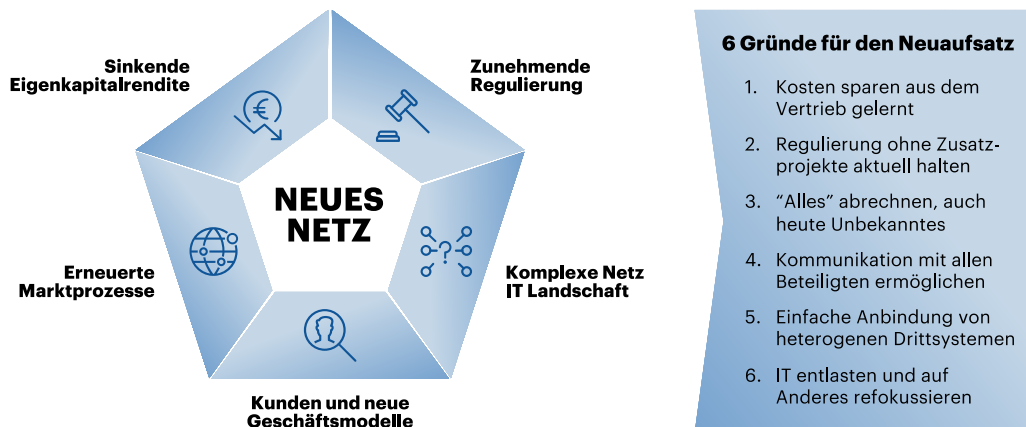 Sinkende
Eigenkapitalrendite
Zunehmende
Regulierung
NEUES
NETZ
Erneuerte
Marktprozesse
Komplexe Netz
IT Landschaft
Kunden und neue
Geschäftsmodelle
€
?
6 Gründe für den Neuaufsatz
1. Kosten sparen aus dem
Vertrieb gelernt
2. Regulierung ohne Zusatz-
projekte aktuell halten
3. “Alles” abrechnen, auch
heute Unbekanntes
4. Kommunikation mit allen
Beteiligten ermöglichen
5. Einfache Anbindung von
heterogenen Drittsystemen
6. IT entlasten und auf
Anderes refokussieren